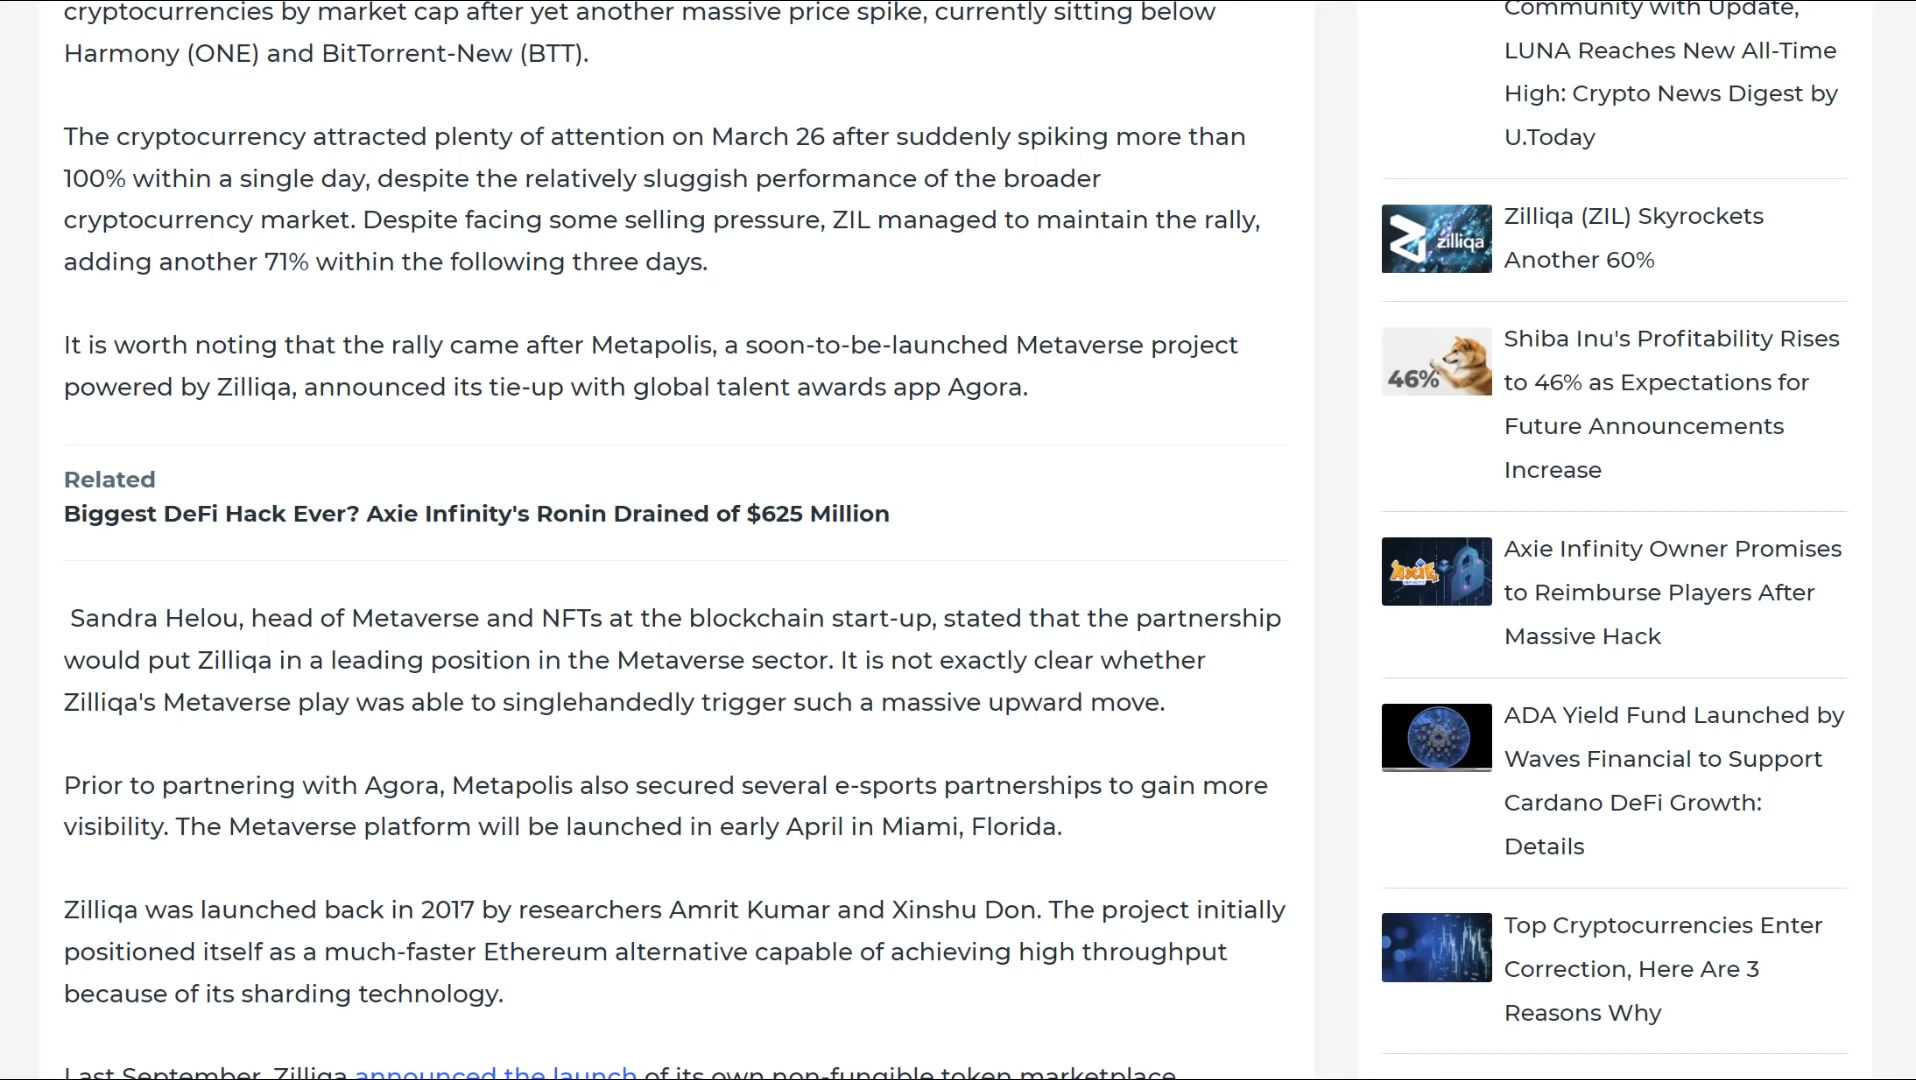 cryptocurrencies by market cap after yet another massive price spike, currently sitting below
Harmony (ONE) and BitTorrent-New (BTT).
The cryptocurrency attracted plenty of attention on March 26 after suddenly spiking more than
100% within a single day, despite the relatively sluggish performance of the broader
cryptocurrency market. Despite facing some selling pressure, ZIL managed to maintain the rally,
adding another 71% within the following three days.
It is worth noting that the rally came after Metapolis, a soon-to-be-launched Metaverse project
powered by Zilliqa, announced its tie-up with global talent awards app Agora.
Related
Biggest DeFi Hack Ever? Axie Infinity's Ronin Drained of $625 Million
Sandra Helou, head of Metaverse and NFTs at the blockchain start-up, stated that the partnership
would put Zilliqa in a leading position in the Metaverse sector. It is not exactly clear whether
Zilliqa's Metaverse play was able to singlehandedly trigger such a massive upward move.
Prior to partnering with Agora, Metapolis also secured several e-sports partnerships to gain more
visibility. The Metaverse platform will be launched in early April in Miami, Florida.
Zilliqa was launched back in 2017 by researchers Amrit Kumar and Xinshu Don. The project initially
positioned itself as a much-faster Ethereum alternative capable of achieving high throughput
because of its sharding technology.
Last September, Zilliqa announced the launch of its own non-fungible token marketplace
Community with Update,
LUNA Reaches New All-Time
High: Crypto News Digest by
U.Today
zilliqa
Zilliqa (ZIL) Skyrockets
Another 60%
46%
Shiba Inu's Profitability Rises
to 46% as Expectations for
Future Announcements
Increase
AXIE
Axie Infinity Owner Promises
to Reimburse Players After
Massive Hack
ADA Yield Fund Launched by
Waves Financial to Support
Cardano DeFi Growth:
Details
Top Cryptocurrencies Enter
Correction, Here Are 3
Reasons Why